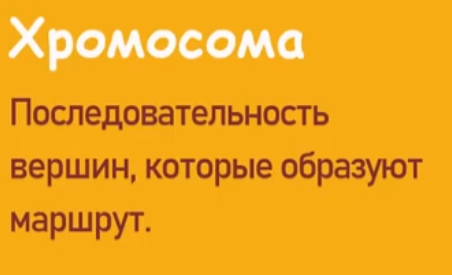 Хромосома
Последовательность
вершин, которые образуют
маршрут.